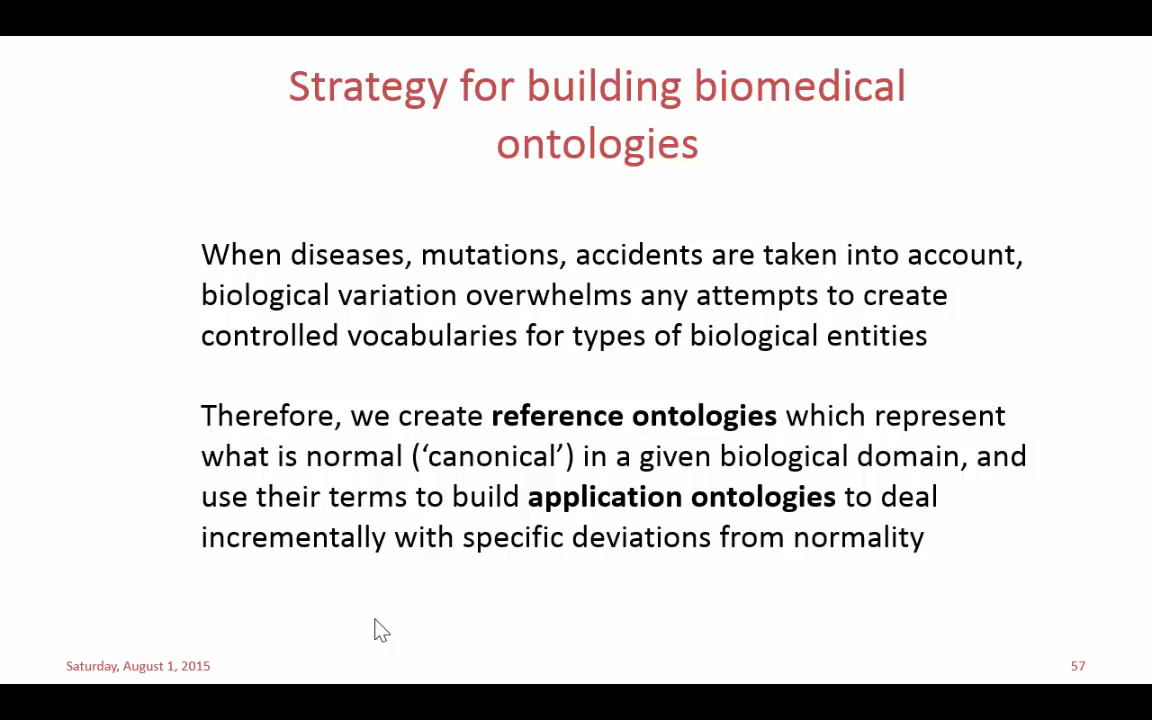 Strategy for building biomedical
ontologies
When diseases, mutations, accidents are taken into account,
biological variation overwhelms any attempts to create
controlled vocabularies for types of biological entities
Therefore, we create reference ontologies which represent
what is normal (‘canonical’) in a given biological domain, and
use their terms to build application ontologies to deal
incrementally with specific deviations from normality
Saturday, August 1, 2015
57